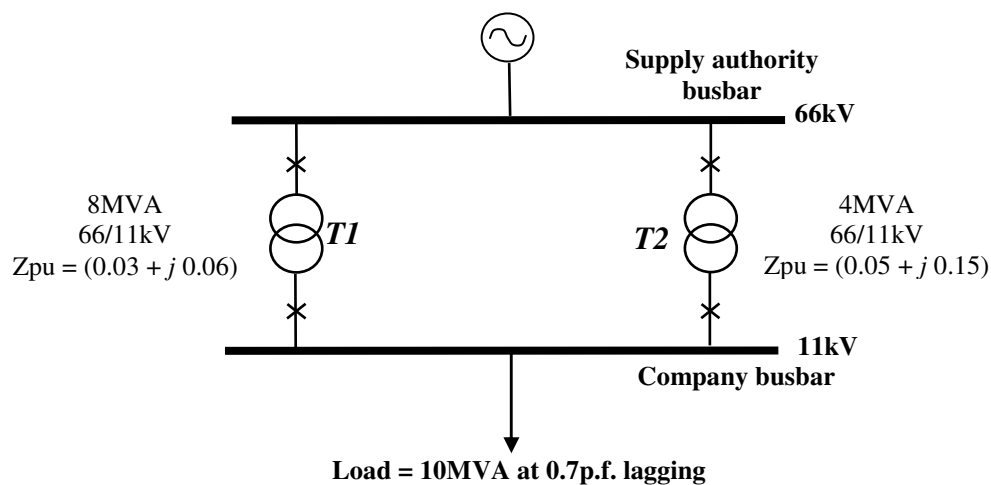 Supply authority
busbar
66kV
8MVA
66/11kV
Zpu = (0.03 + j 0.06)
T1
T2
4MVA
66/11kV
Zpu = (0.05 + j 0.15)
11kV
Company busbar
Load = 10MVA at 0.7p.f. lagging